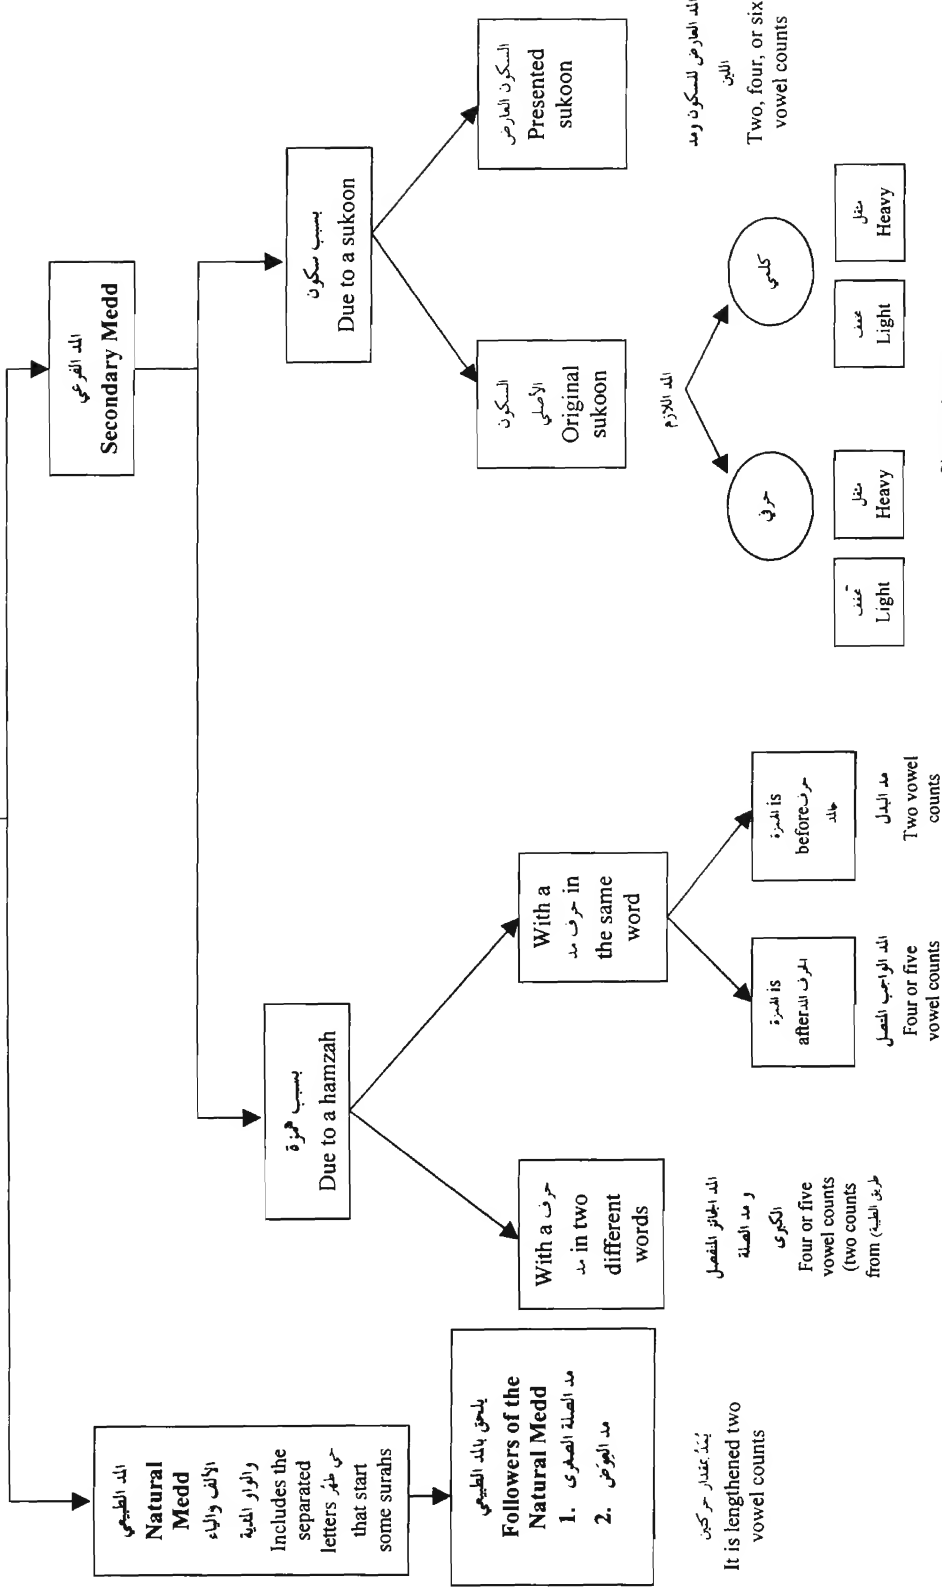 المد الفرعي
Secondary Medd
بسبب سكون
Due to a sukoon
السكون العارض
Presented
sukoon
المد العارض للسكون ومد
اللين
Two, four, or six
vowel counts
السكون
الأصلي
Original
sukoon
المد اللازم
كلمي
مثقل
Heavy
مخفف
Light
حرفي
مثقل
Heavy
مخفف
Light
بسبب همزة
Due to a hamzah
With a
حرف مد in
the same
word
الهمزة is
before حرف
مد
مد البدل
Two vowel
counts
الهمزة is
after الحرف المد
المد الواجب المتصل
Four or five
vowel counts
With a حرف
مد in two
different
words
المد الجائز المنفصل
و مد الصلة
الكبرى
Four or five
vowel counts
(two counts
from طريق الطيبة)
المد الطبيعي
Natural
Medd
الألف والياء
والواو المدية
Includes the
separated
letters حي طهر
that start
some surahs
يلحق بالمد الطبيعي
Followers of the
Natural Medd
1. مد الصلة الصغرى
2. مد العوض
يُمَدُّ بمقدار حركتين
It is lengthened two
vowel counts